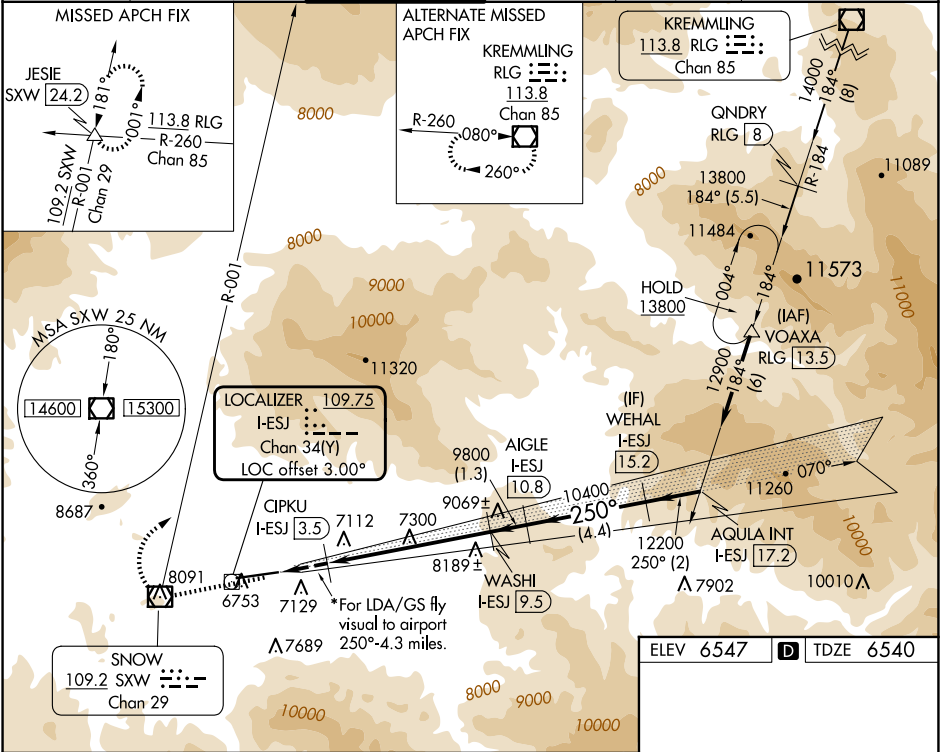 MISSED APCH FIX
JESIE
SXW 24.2
181°
001°
113.8 RLG
R-260
Chan 85
109.2 SXW
R-001
Chan 29
ALTERNATE MISSED
APCH FIX
KREMMLING
RLG
113.8
Chan 85
R-260
080°
260°
KREMMLING
113.8 RLG
Chan 85
14000
184°
(8)
QNDRY
RLG 8
R-184
13800
184° (5.5)
11089
11484
11573
HOLD
13800
004°
184°
(IAF)
VOAXA
RLG 13.5
12900
184°
(6)
8000
8000
8000
9000
10000
11000
R-001
11320
MSA SXW 25 NM
180°
14600
15300
360°
8687
LOCALIZER 109.75
I-ESJ
Chan 34(Y)
LOC offset 3.00°
(IF)
WEHAL
I-ESJ
15.2
AIGLE
I-ESJ
10.8
9800
(1.3)
9069±
10400
250°
(4.4)
11260
070°
CIPKU
I-ESJ 3.5
7112
7300
8189±
WASHI
I-ESJ 9.5
12200
250° (2)
AQULA INT
I-ESJ 17.2
10000
7902
10010
8091
6753
7129
7689
*For LDA/GS fly
visual to airport
250°-4.3 miles.
SNOW
109.2 SXW
Chan 29
10000
8000
9000
10000
ELEV 6547
D
TDZE 6540